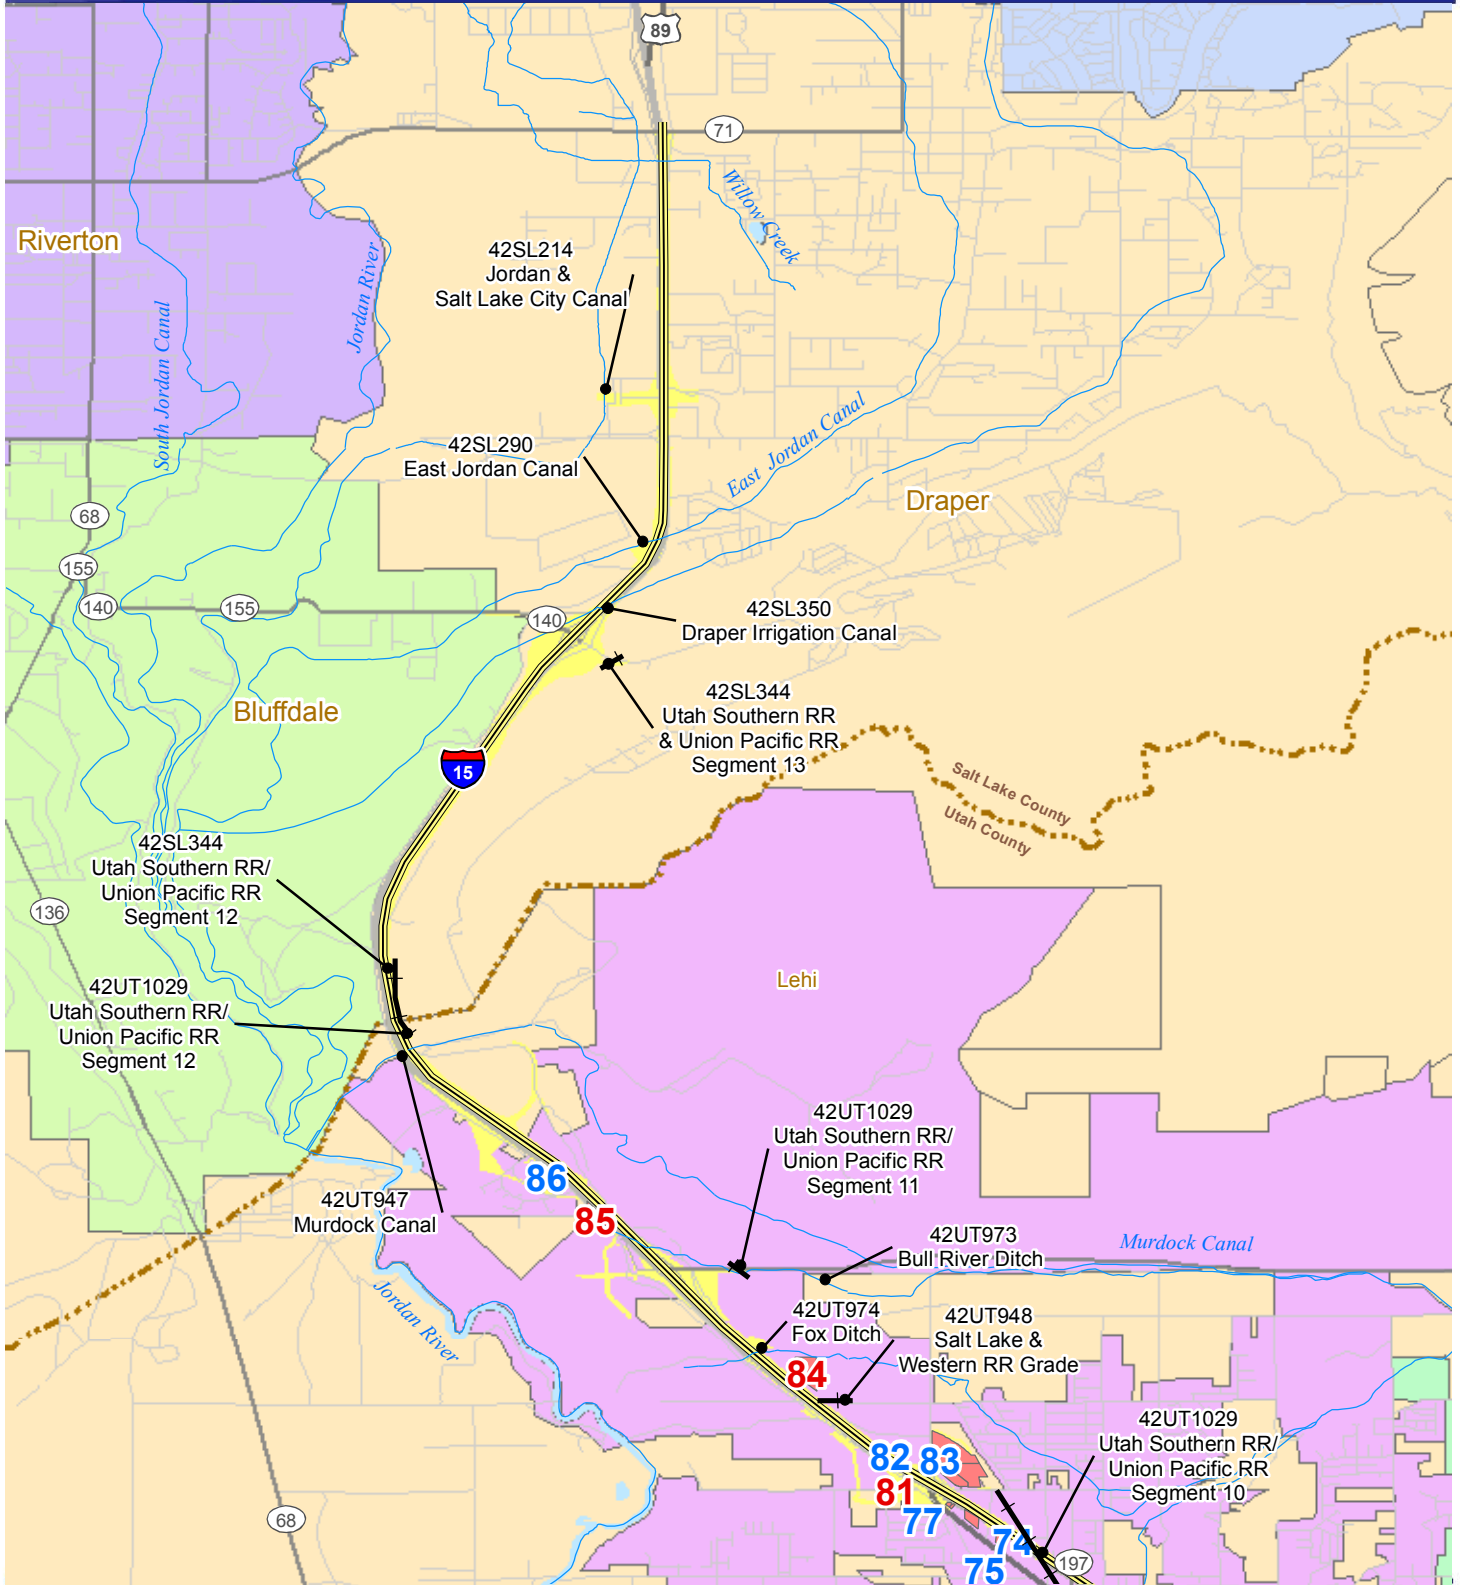 89
71
Willow Creek
Riverton
42SL214
Jordan &
Salt Lake City Canal
Jordan River
South Jordan Canal
42SL290
East Jordan Canal
East Jordan Canal
Draper
68
155
140
155
140
42SL350
Draper Irrigation Canal
42SL344
Utah Southern RR
& Union Pacific RR
Segment 13
Bluffdale
15
Salt Lake County
Utah County
42SL344
Utah Southern RR/
Union Pacific RR
Segment 12
136
Lehi
42UT1029
Utah Southern RR/
Union Pacific RR
Segment 12
42UT1029
Utah Southern RR/
Union Pacific RR
Segment 11
86
85
42UT947
Murdock Canal
42UT973
Bull River Ditch
Murdock Canal
Jordan River
42UT974
Fox Ditch
42UT948
Salt Lake &
Western RR Grade
84
42UT1029
Utah Southern RR/
Union Pacific RR
Segment 10
82
83
81
77
74
75
68
197